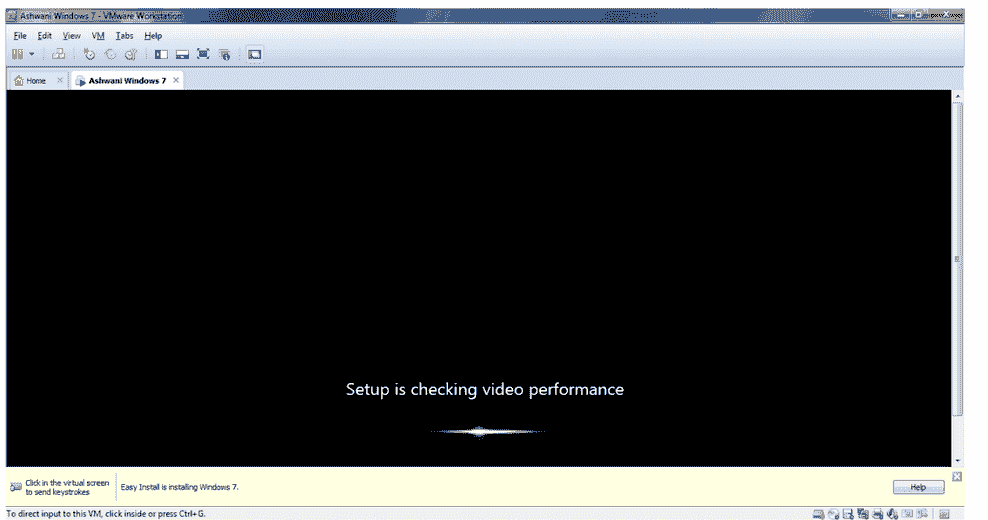 Ashwani Windows 7 - VMware Workstation
File Edit View VM Tabs Help
Home Ashwani Windows 7
Setup is checking video performance
Click in the virtual screen
to send keystrokes
Easy Install is installing Windows 7.
Help
To direct input to this VM, click inside or press Ctrl+G.